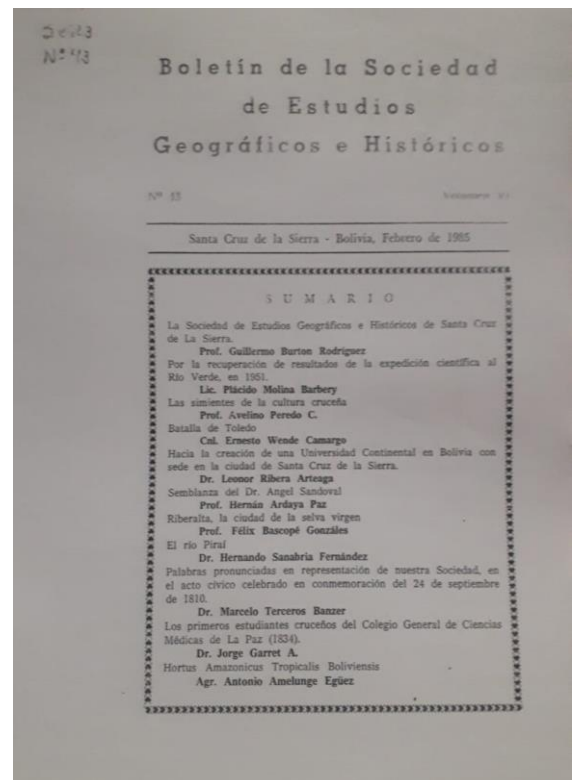 Nº 43
Boletín de la Sociedad
de Estudios
Geográficos e Históricos
Nº
Santa Cruz de la Sierra - Bolivia, Febrero de 1985
SUMARIO
La Sociedad de Estudios Geográficos e Históricos de Santa Cruz
de La Sierra.
Prof. Guillermo Burton Rodríguez
Por la recuperación de resultados de la expedición científica al
Río Verde, en 1951.
Lic. Plácido Molina Barbery
Las simientes de la cultura cruceña
Prof. Avelino Peredo C.
Batalla de Toledo
Cnl. Ernesto Wende Camargo
Hacia la creación de una Universidad Continental en Bolivia con
sede en la ciudad de Santa Cruz de la Sierra.
Dr. Leonor Ribera Arteaga
Semblanza del Dr. Angel Sandoval
Prof. Hernán Ardaya Paz
Riberalta, la ciudad de la selva virgen
Prof. Félix Bascopé Gonzáles
El río Piraí
Dr. Hernando Sanabria Fernández
Palabras pronunciadas en representación de nuestra Sociedad, en
el acto cívico celebrado en conmemoración del 24 de septiembre
de 1810.
Dr. Marcelo Terceros Banzer
Los primeros estudiantes cruceños del Colegio General de Ciencias
Médicas de La Paz (1834).
Dr. Jorge Garret A.
Hortus Amazonicus Tropicalis Boliviensis
Agr. Antonio Amelunge Egüez